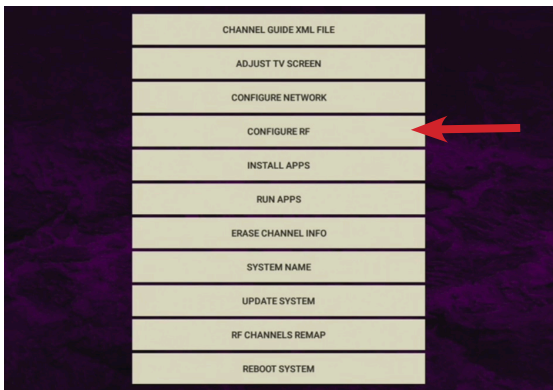 CHANNEL GUIDE XML FILE
ADJUST TV SCREEN
CONFIGURE NETWORK
CONFIGURE RF
INSTALL APPS
RUN APPS
ERASE CHANNEL INFO
SYSTEM NAME
UPDATE SYSTEM
RF CHANNELS REMAP
REBOOT SYSTEM